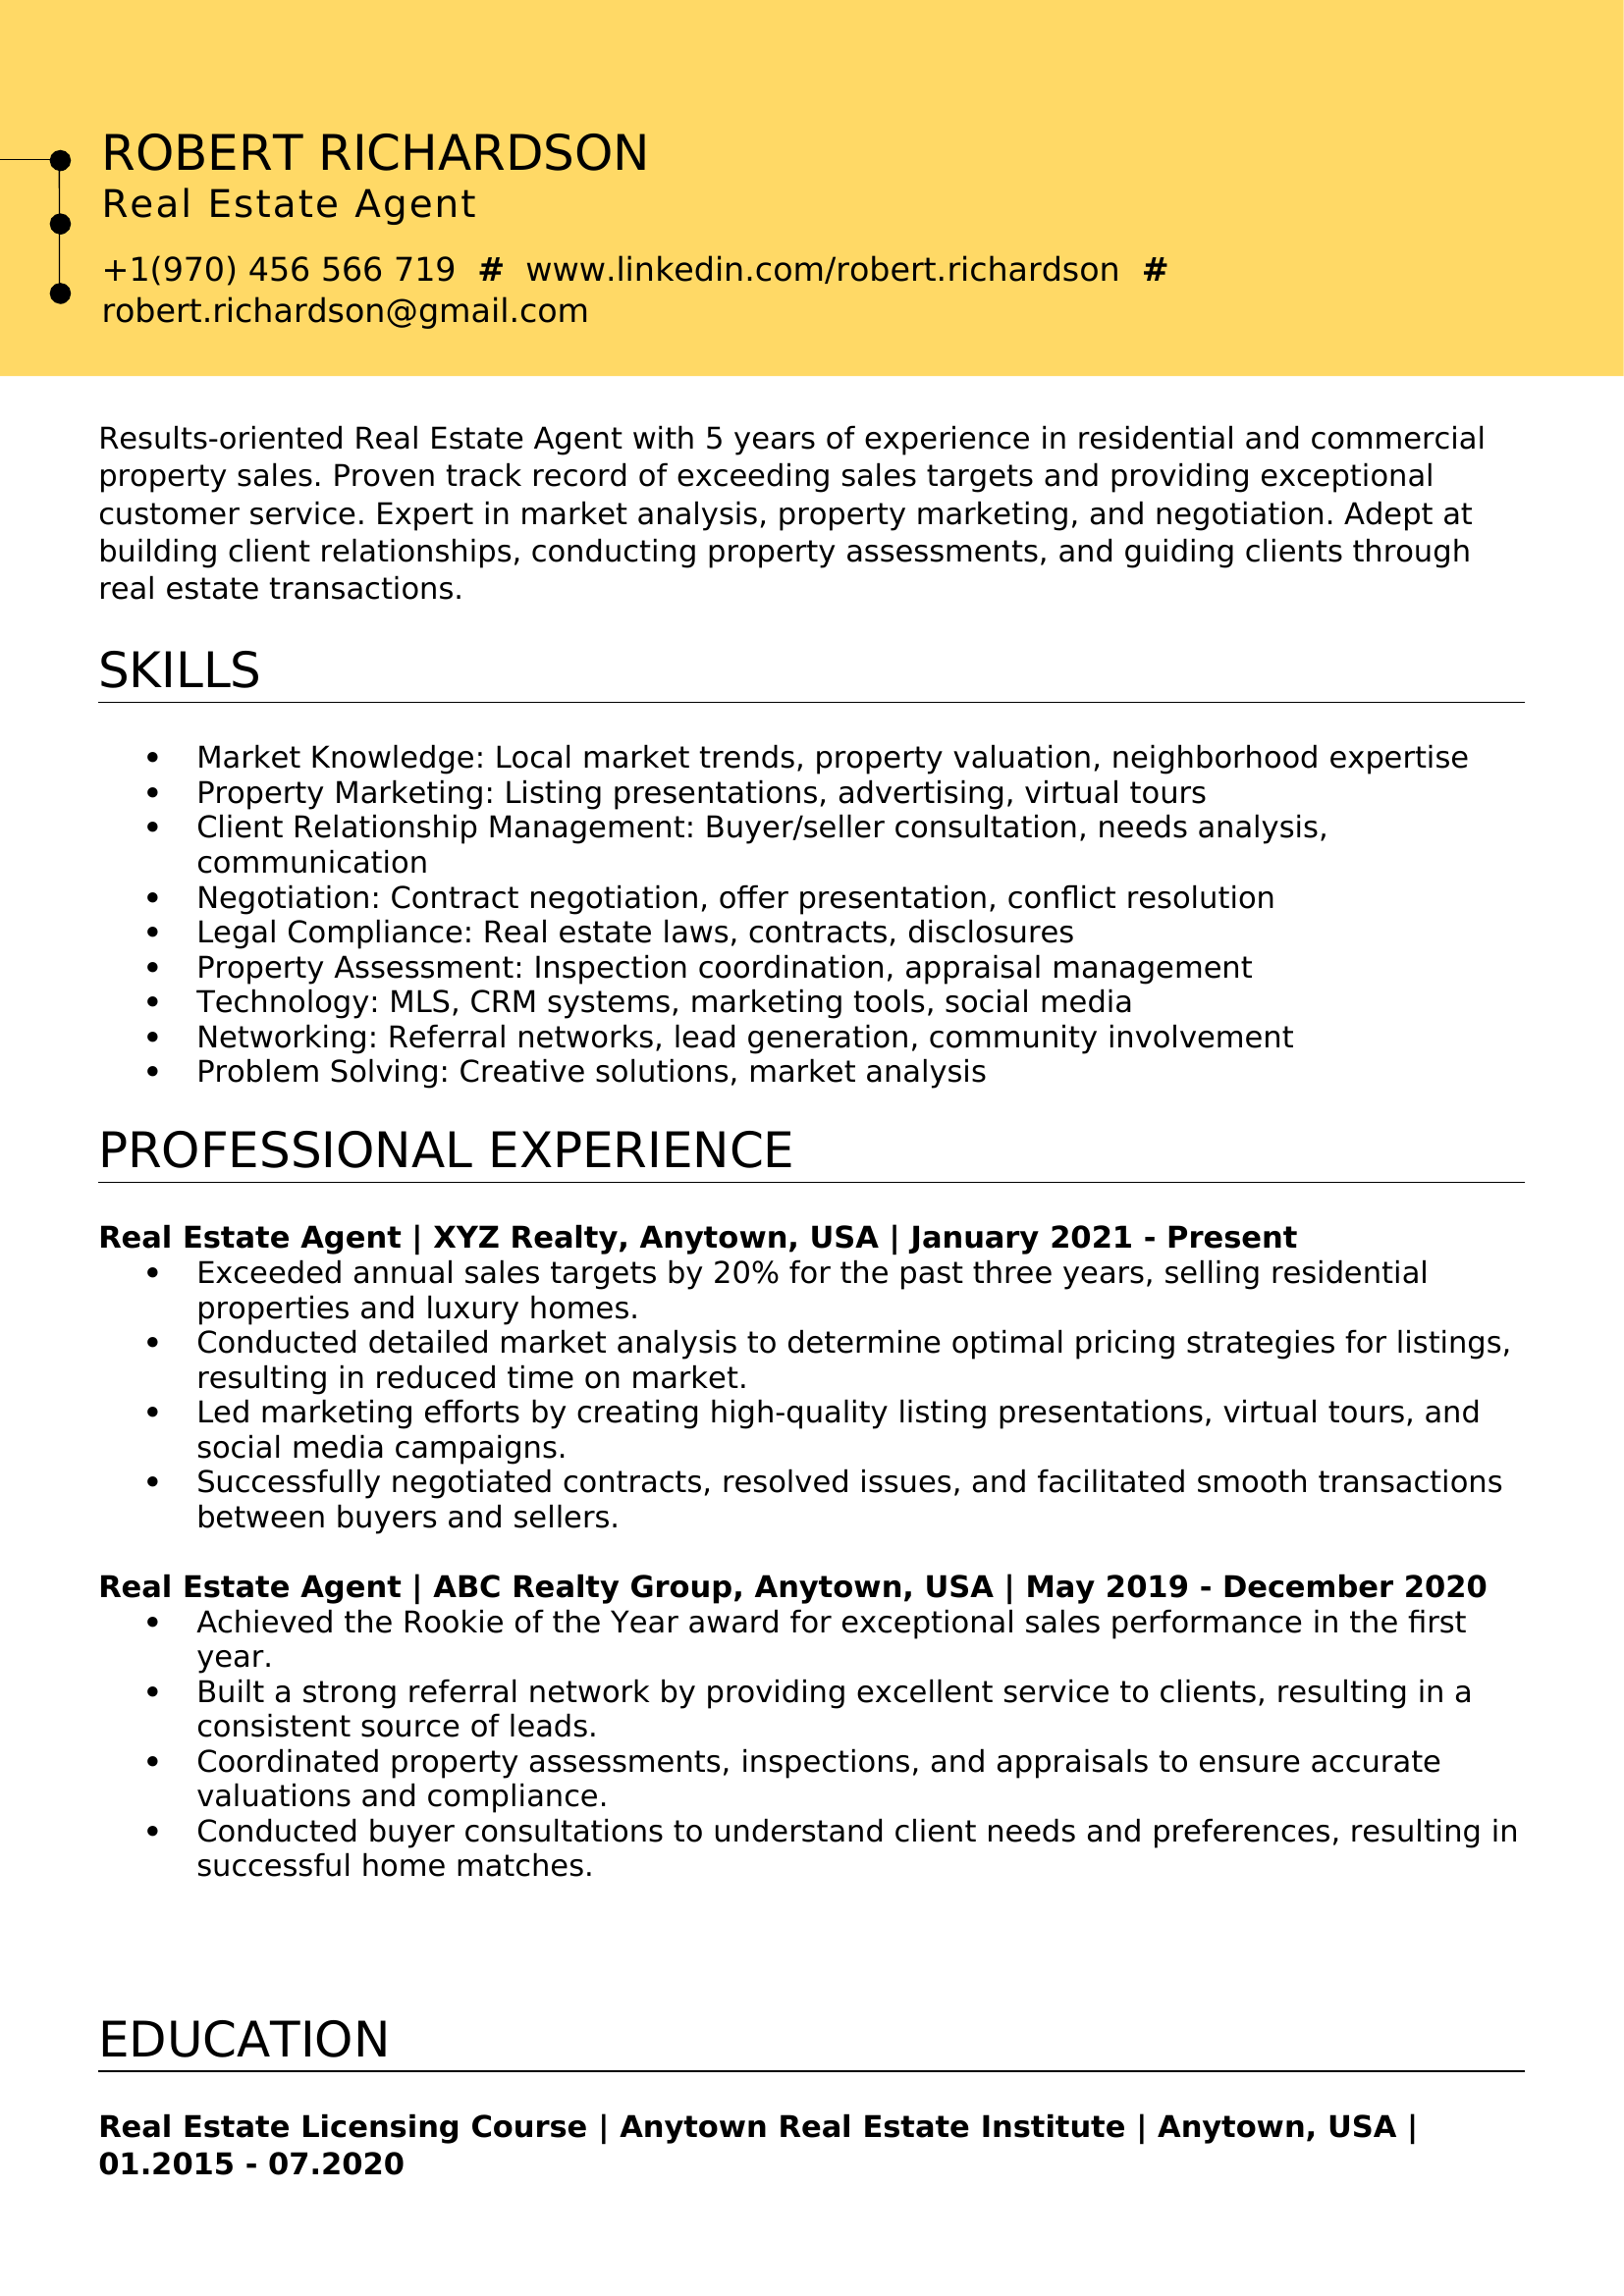 ROBERT RICHARDSON
Real Estate Agent
+1(970) 456 566 719 # www.linkedin.com/robert.richardson #
robert.richardson@gmail.com
Results-oriented Real Estate Agent with 5 years of experience in residential and commercial
property sales. Proven track record of exceeding sales targets and providing exceptional
customer service. Expert in market analysis, property marketing, and negotiation. Adept at
building client relationships, conducting property assessments, and guiding clients through
real estate transactions.
SKILLS
• Market Knowledge: Local market trends, property valuation, neighborhood expertise
• Property Marketing: Listing presentations, advertising, virtual tours
• Client Relationship Management: Buyer/seller consultation, needs analysis,
communication
• Negotiation: Contract negotiation, offer presentation, conflict resolution
• Legal Compliance: Real estate laws, contracts, disclosures
• Property Assessment: Inspection coordination, appraisal management
• Technology: MLS, CRM systems, marketing tools, social media
• Networking: Referral networks, lead generation, community involvement
• Problem Solving: Creative solutions, market analysis
PROFESSIONAL EXPERIENCE
Real Estate Agent | XYZ Realty, Anytown, USA | January 2021 - Present
• Exceeded annual sales targets by 20% for the past three years, selling residential
properties and luxury homes.
• Conducted detailed market analysis to determine optimal pricing strategies for listings,
resulting in reduced time on market.
• Led marketing efforts by creating high-quality listing presentations, virtual tours, and
social media campaigns.
• Successfully negotiated contracts, resolved issues, and facilitated smooth transactions
between buyers and sellers.
Real Estate Agent | ABC Realty Group, Anytown, USA | May 2019 - December 2020
• Achieved the Rookie of the Year award for exceptional sales performance in the first
year.
• Built a strong referral network by providing excellent service to clients, resulting in a
consistent source of leads.
• Coordinated property assessments, inspections, and appraisals to ensure accurate
valuations and compliance.
• Conducted buyer consultations to understand client needs and preferences, resulting in
successful home matches.
EDUCATION
Real Estate Licensing Course | Anytown Real Estate Institute | Anytown, USA |
01.2015 - 07.2020